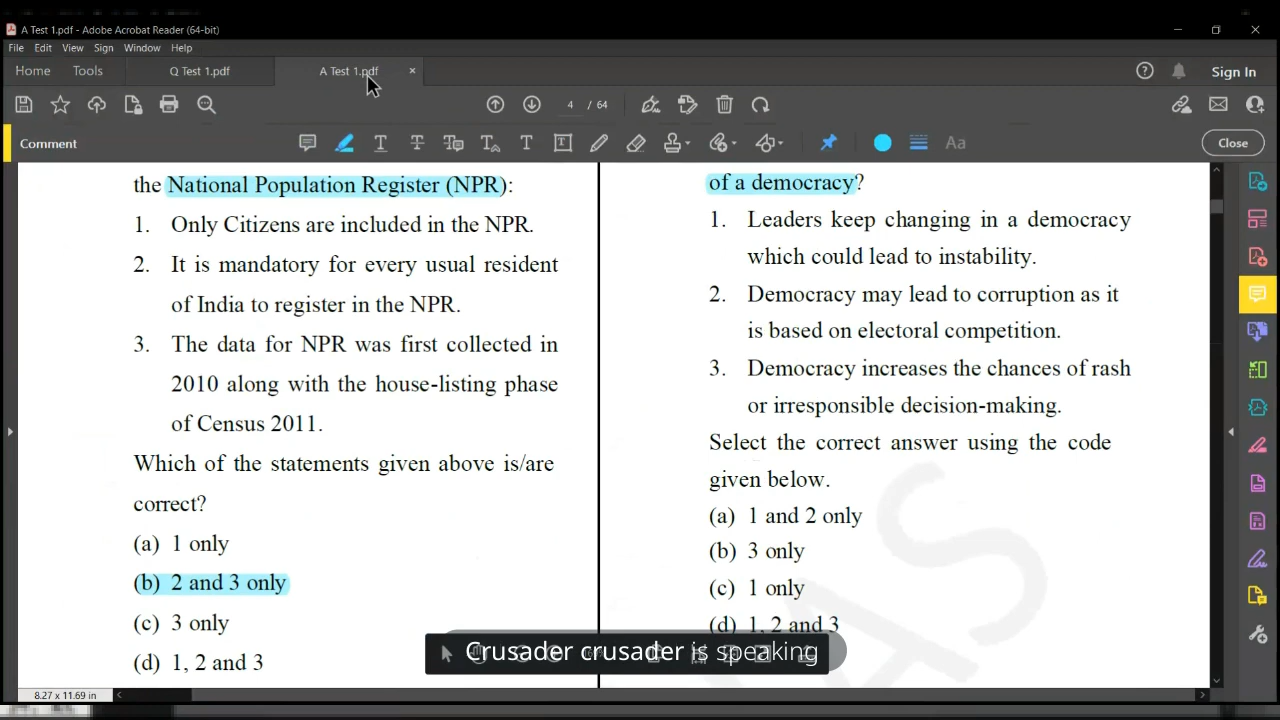 A Test 1.pdf - Adobe Acrobat Reader (64-bit)
File Edit View Sign Window Help
Home Tools Q Test 1.pdf A Test 1.pdf × Sign In
4 / 64
Comment Aa Close
the National Population Register (NPR):
1. Only Citizens are included in the NPR.
2. It is mandatory for every usual resident
of India to register in the NPR.
3. The data for NPR was first collected in
2010 along with the house-listing phase
of Census 2011.
Which of the statements given above is/are
correct?
(a) 1 only
(b) 2 and 3 only
(c) 3 only
(d) 1, 2 and 3
of a democracy?
1. Leaders keep changing in a democracy
which could lead to instability.
2. Democracy may lead to corruption as it
is based on electoral competition.
3. Democracy increases the chances of rash
or irresponsible decision-making.
Select the correct answer using the code
given below.
(a) 1 and 2 only
(b) 3 only
(c) 1 only
(d) 1, 2 and 3
AS
Crusader crusader is speaking
8.27 x 11.69 in